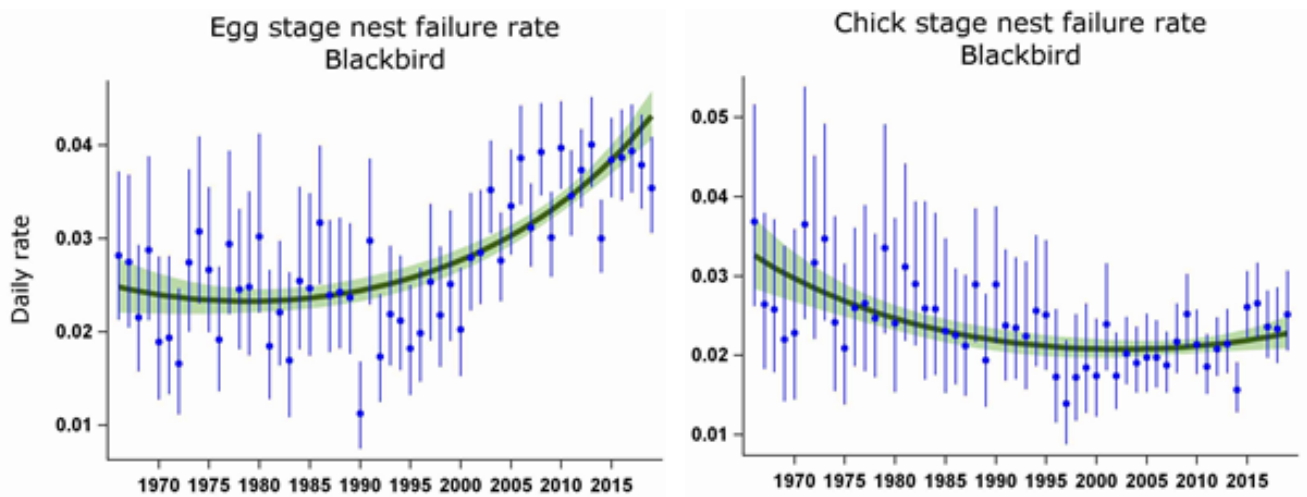 Egg stage nest failure rate
Blackbird
Daily rate
0.04
0.03
0.02
0.01
1970 1975 1980 1985 1990 1995 2000 2005 2010 2015
Chick stage nest failure rate
Blackbird
0.05
0.04
0.03
0.02
0.01
1970 1975 1980 1985 1990 1995 2000 2005 2010 2015